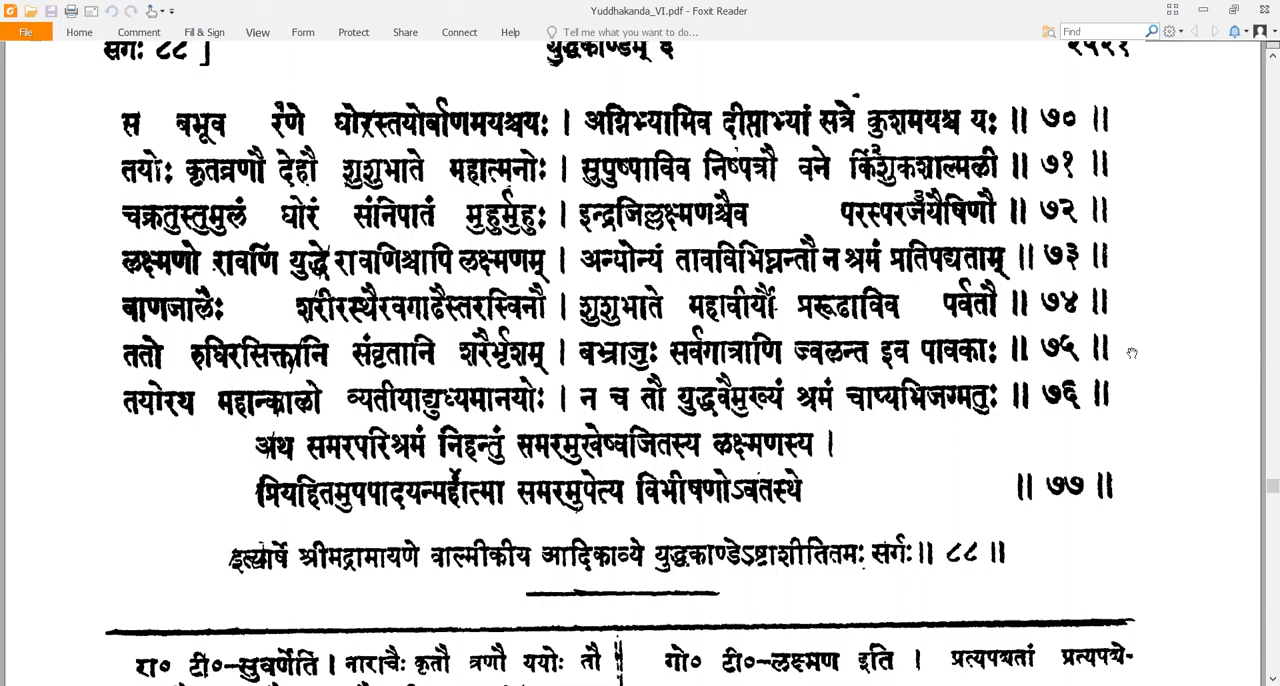 Yuddhakanda_VI.pdf - Foxit Reader
File Home Comment Fill & Sign View Form Protect Share Connect Help Tell me what you want to do... Find
सर्गः ८८ ] युद्धकाण्डम् ६ २५२१
स बभूव रणे घोरस्तयोर्बाणमयश्चयः । अग्निभ्यामिव दीप्ताभ्यां सत्रे कुशमयश्च यः ॥ ७० ॥
तयोः कृतव्रणौ देहौ शुशुभाते महात्मनोः । सुपुष्पाविव निष्पत्रौ वने किंशुकशाल्मली ॥ ७१ ॥
चक्रतुस्तुमुलं घोरं संनिपातं मुहुर्मुहुः । इन्द्रजिल्लक्ष्मणश्चैव परस्परजयैषिणौ ॥ ७२ ॥
लक्ष्मणो रावणिं युद्धे रावणिश्चापि लक्ष्मणम् । अन्योन्यं तावविभिघ्नन्तौ न श्रमं प्रतिपद्यताम् ॥ ७३ ॥
बाणजालैः शरीरस्थैरवगाढैस्तरस्विनौ । शुशुभाते महावीर्यौ प्ररूढाविव पर्वतौ ॥ ७४ ॥
ततो रुधिरसिक्तानि संवृतानि शरैर्भृशम् । बभ्राजुः सर्वगात्राणि ज्वलन्त इव पावकाः ॥ ७५ ॥
तयोरथ महान्कालो व्यतीयाद्युध्यमानयोः । न च तौ युद्धवैमुख्यं श्रमं चाप्यभिजग्मतुः ॥ ७६ ॥
अथ समरपरिश्रमं निहन्तुं समरमुखेष्वजितस्य लक्ष्मणस्य ।
प्रियहितमुपपादयन्महात्मा समरमुपेत्य विभीषणोऽवतस्थे ॥ ७७ ॥
इत्यार्षे श्रीमद्रामायणे वाल्मीकीय आदिकाव्ये युद्धकाण्डेऽष्टाशीतितमः सर्गः ॥ ८८ ॥
रा० टी०-सुवर्णेति । नाराचैः कृतौ व्रणौ ययोः तौ
गो० टी०-लक्ष्मण इति । प्रत्यपद्यतां प्रत्यपद्ये-